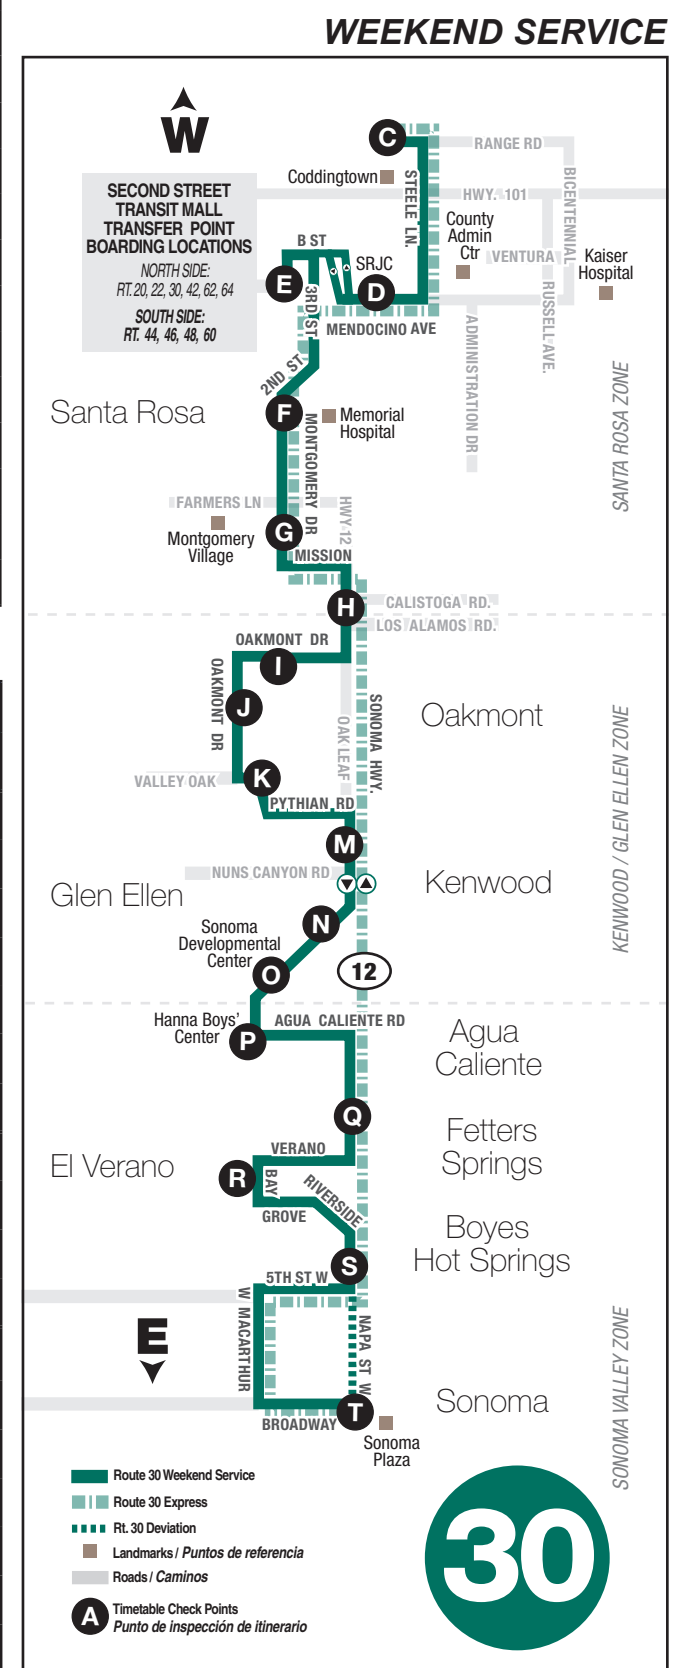 WEEKEND SERVICE
W
C
RANGE RD
Coddingtown
STEELE LN.
HWY. 101
BICENTENNIAL
SECOND STREET
TRANSIT MALL
TRANSFER POINT
BOARDING LOCATIONS
NORTH SIDE:
RT. 20, 22, 30, 42, 62, 64
SOUTH SIDE:
RT. 44, 46, 48, 60
County
Admin
Ctr
VENTURA
Kaiser
Hospital
RUSSELL AVE.
B ST
SRJC
E
D
3RD ST
MENDOCINO AVE
ADMINISTRATION DR
2ND ST
Santa Rosa
F
Memorial
Hospital
MONTGOMERY DR
SANTA ROSA ZONE
FARMERS LN
HWY 12
G
Montgomery
Village
MISSION
H
CALISTOGA RD.
LOS ALAMOS RD.
OAKMONT DR
I
OAKMONT DR
J
SONOMA HWY.
OAK LEAF
Oakmont
K
VALLEY OAK
PYTHIAN RD
KENWOOD / GLEN ELLEN ZONE
M
NUNS CANYON RD
Glen Ellen
Kenwood
N
Sonoma
Developmental
Center
O
12
Hanna Boys'
Center
P
AGUA CALIENTE RD
Agua
Caliente
Q
Fetters
Springs
VERANO
El Verano
R
BAY
RIVERSIDE
GROVE
Boyes
Hot Springs
S
5TH ST W
W MACARTHUR
E
NAPA ST W
Sonoma
SONOMA VALLEY ZONE
T
BROADWAY
Sonoma
Plaza
Route 30 Weekend Service
Route 30 Express
Rt. 30 Deviation
Landmarks / Puntos de referencia
Roads / Caminos
A
Timetable Check Points
Punto de inspección de itinerario
30